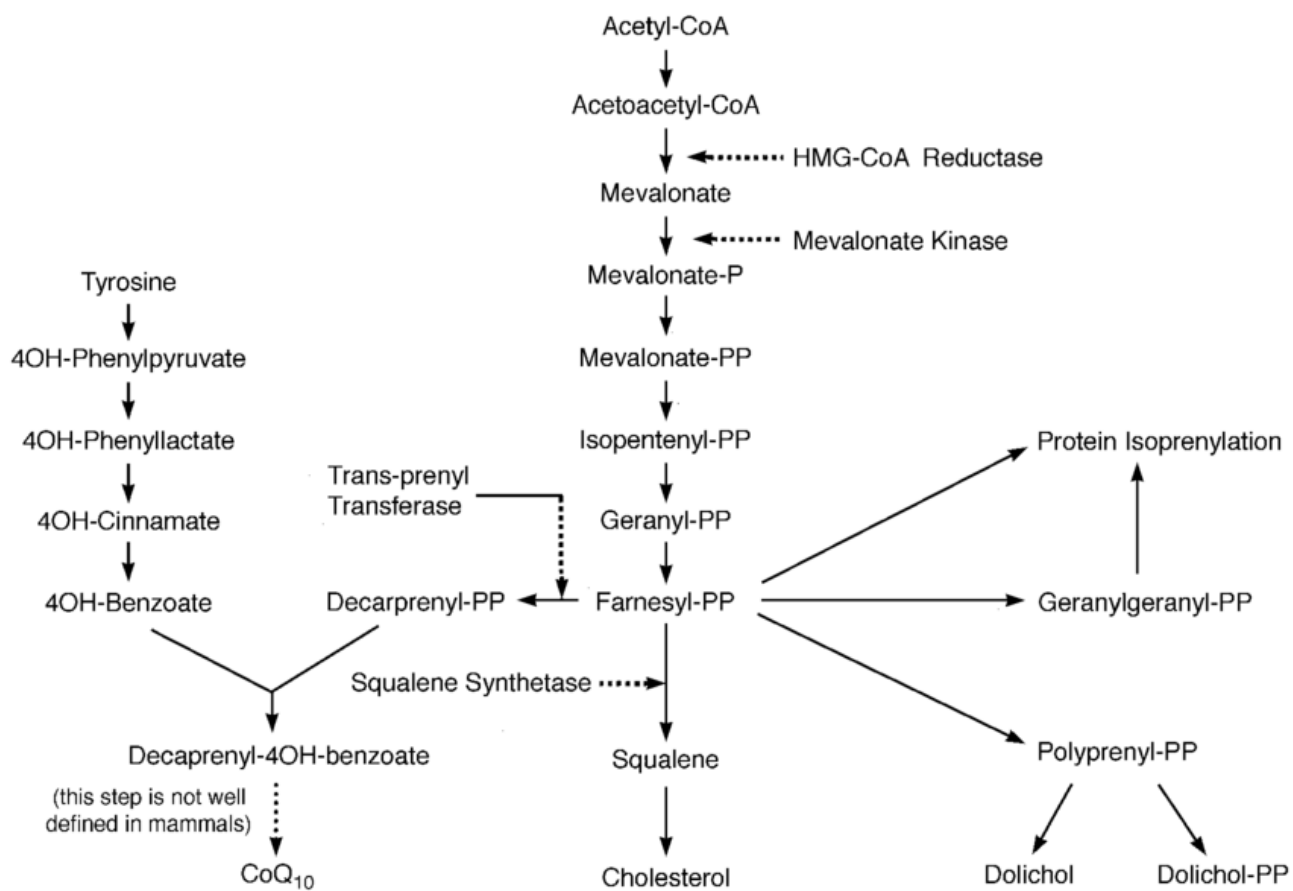 Acetyl-CoA
Acetoacetyl-CoA
HMG-CoA Reductase
Mevalonate
Mevalonate Kinase
Mevalonate-P
Tyrosine
4OH-Phenylpyruvate
Mevalonate-PP
4OH-Phenyllactate
Isopentenyl-PP
Protein Isoprenylation
Trans-prenyl
Transferase
4OH-Cinnamate
Geranyl-PP
4OH-Benzoate
Decarprenyl-PP
Farnesyl-PP
Geranylgeranyl-PP
Squalene Synthetase
Decaprenyl-4OH-benzoate
Squalene
Polyprenyl-PP
(this step is not well
defined in mammals)
CoQ₁₀
Cholesterol
Dolichol
Dolichol-PP